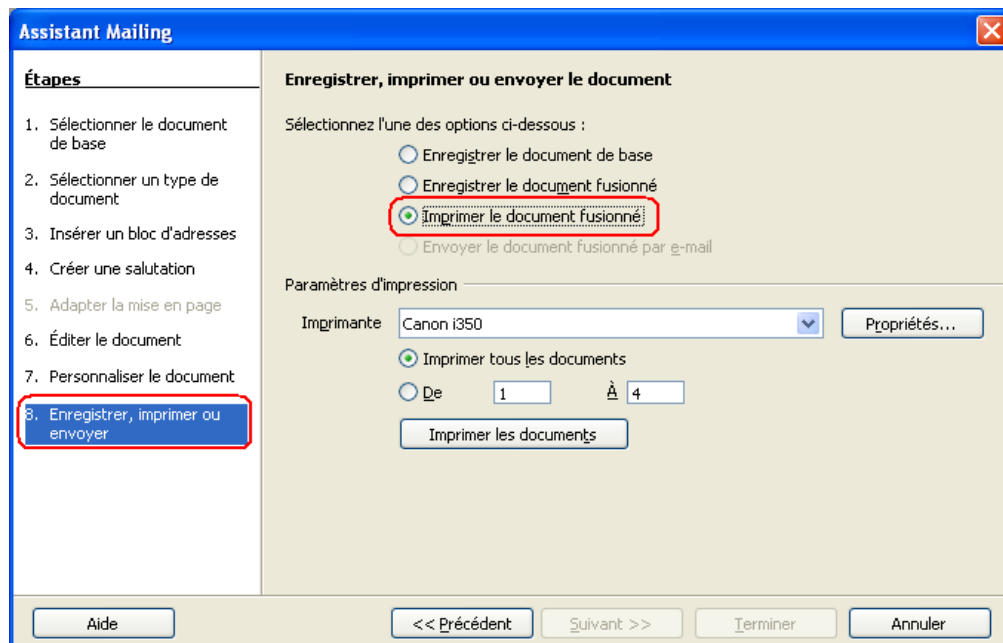 Assistant Mailing
Étapes
1. Sélectionner le document
de base
2. Sélectionner un type de
document
3. Insérer un bloc d'adresses
4. Créer une salutation
5. Adapter la mise en page
6. Éditer le document
7. Personnaliser le document
8. Enregistrer, imprimer ou
envoyer
Enregistrer, imprimer ou envoyer le document
Sélectionnez l'une des options ci-dessous :
Enregistrer le document de base
Enregistrer le document fusionné
Imprimer le document fusionné
Envoyer le document fusionné par e-mail
Paramètres d'impression
Imprimante Canon i350 Propriétés...
Imprimer tous les documents
De 1 À 4
Imprimer les documents
Aide << Précédent Suivant >> Terminer Annuler